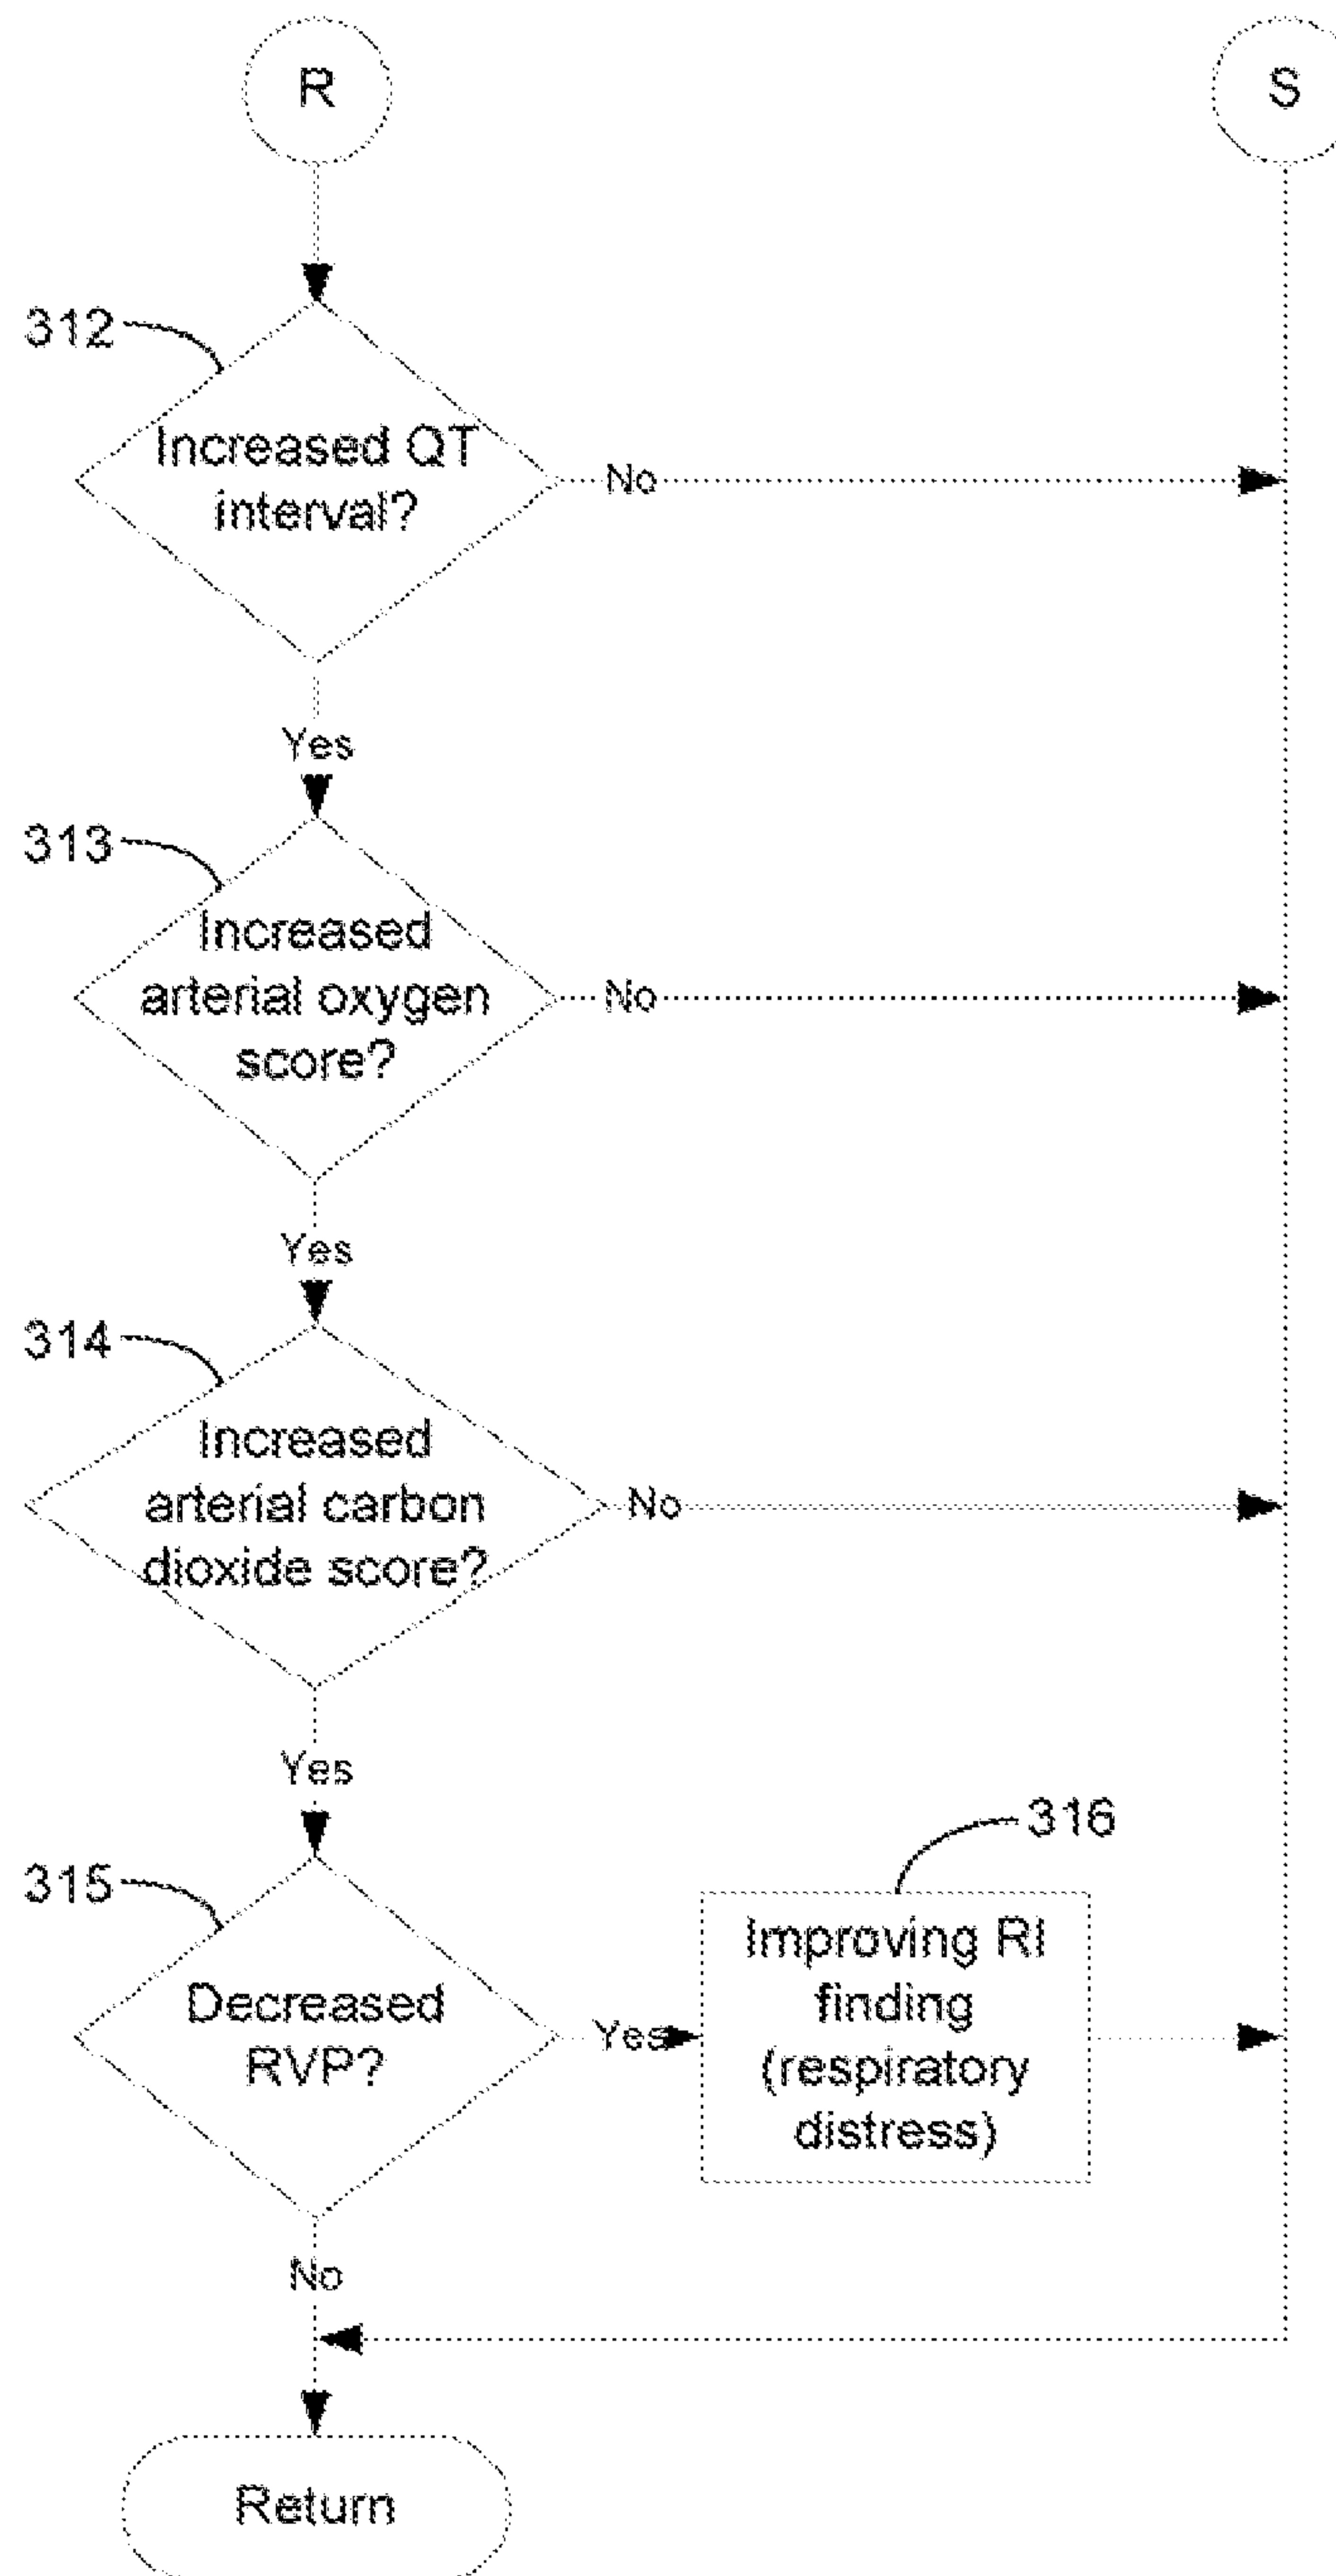 R
S
312
Increased QT
interval?
No
Yes
313
Increased
arterial oxygen
score?
No
Yes
314
Increased
arterial carbon
dioxide score?
No
Yes
315
Decreased
RVP?
Yes
316
Improving RI
finding
(respiratory
distress)
No
Return